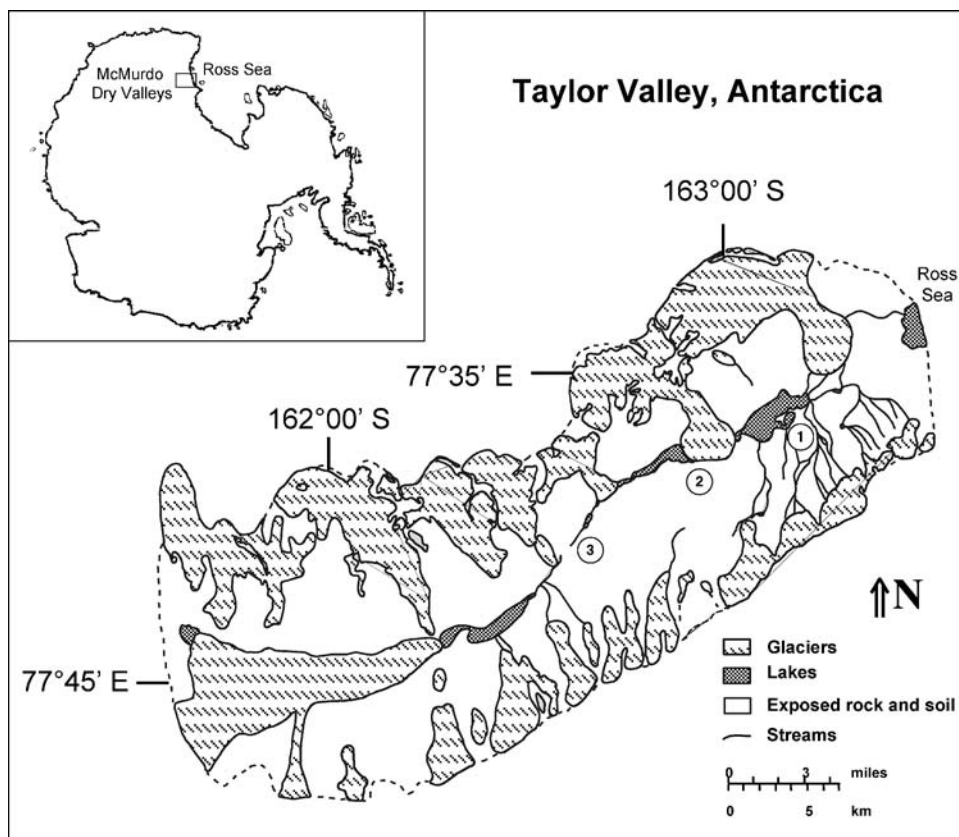 McMurdo
Dry Valleys
Ross Sea
Taylor Valley, Antarctica
163°00' S
Ross
Sea
77°35' E
162°00' S
1
2
3
N
77°45' E
Glaciers
Lakes
Exposed rock and soil
Streams
0 3 miles
0 5 km